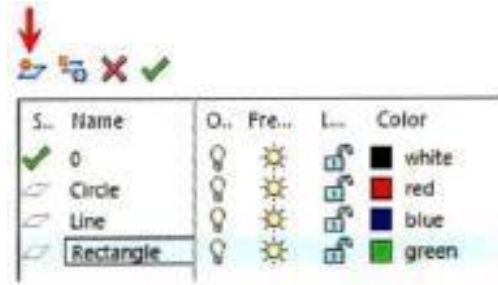 S.. Name O.. Fre... L... Color
0 white
Circle red
Line blue
Rectangle green